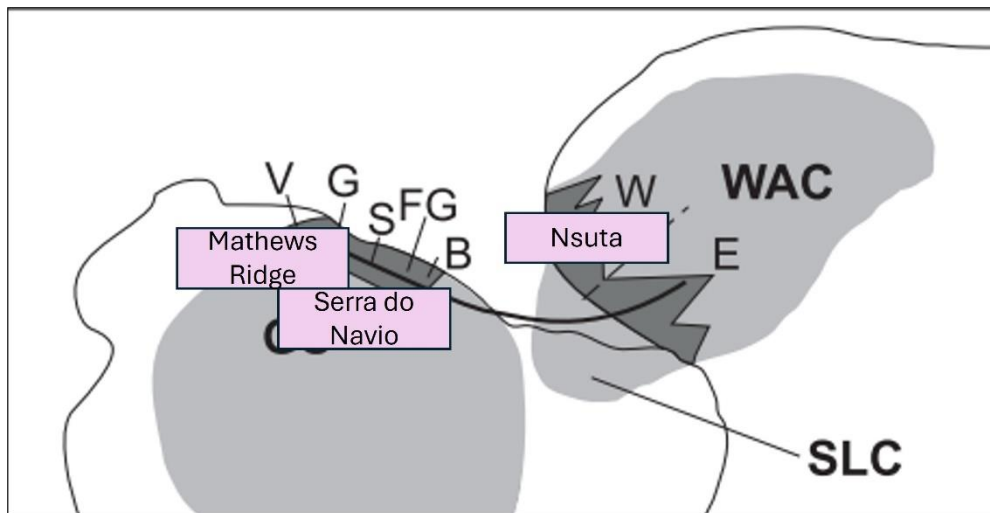 V
G
S
FG
B
W
WAC
E
Mathews
Ridge
Nsuta
Serra do
Navio
SLC